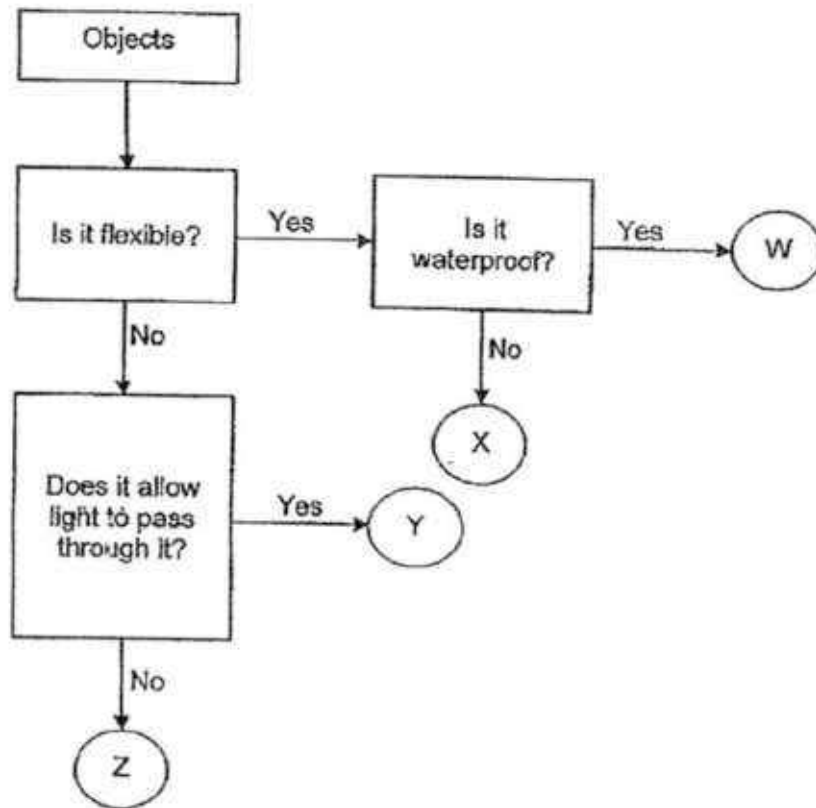 Objects
Is it flexible?
Yes
Is it
waterproof?
Yes
W
No
No
X
Does it allow
light to pass
through it?
Yes
Y
No
Z